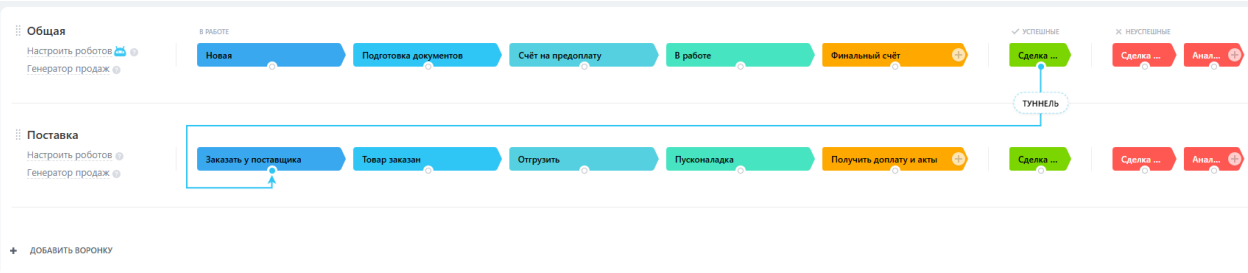 Общая
В РАБОТЕ
УСПЕШНЫЕ
НЕУСПЕШНЫЕ
Настроить роботов
Генератор продаж
Новая
Подготовка документов
Счёт на предоплату
В работе
Финальный счёт
Сделка ...
Сделка ...
Анал...
ТУННЕЛЬ
Поставка
Настроить роботов
Генератор продаж
Заказать у поставщика
Товар заказан
Отгрузить
Пусконаладка
Получить доплату и акты
Сделка ...
Сделка ...
Анал...
+ ДОБАВИТЬ ВОРОНКУ